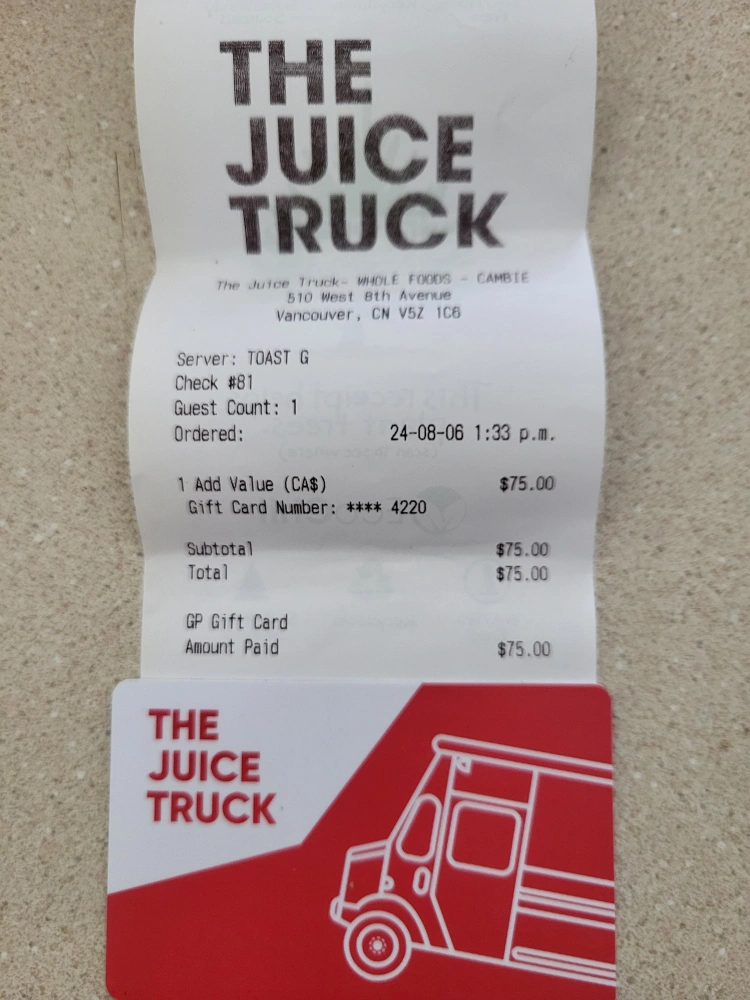 THE
JUICE
TRUCK
The Juice Truck- WHOLE FOODS - CAMBIE
510 West 8th Avenue
Vancouver, CN V5Z 1C6
Server: TOAST G
Check #81
Guest Count: 1
Ordered: 24-08-06 1:33 p.m.
1 Add Value (CA$) $75.00
Gift Card Number: **** 4220
Subtotal $75.00
Total $75.00
GP Gift Card
Amount Paid $75.00
THE
JUICE
TRUCK